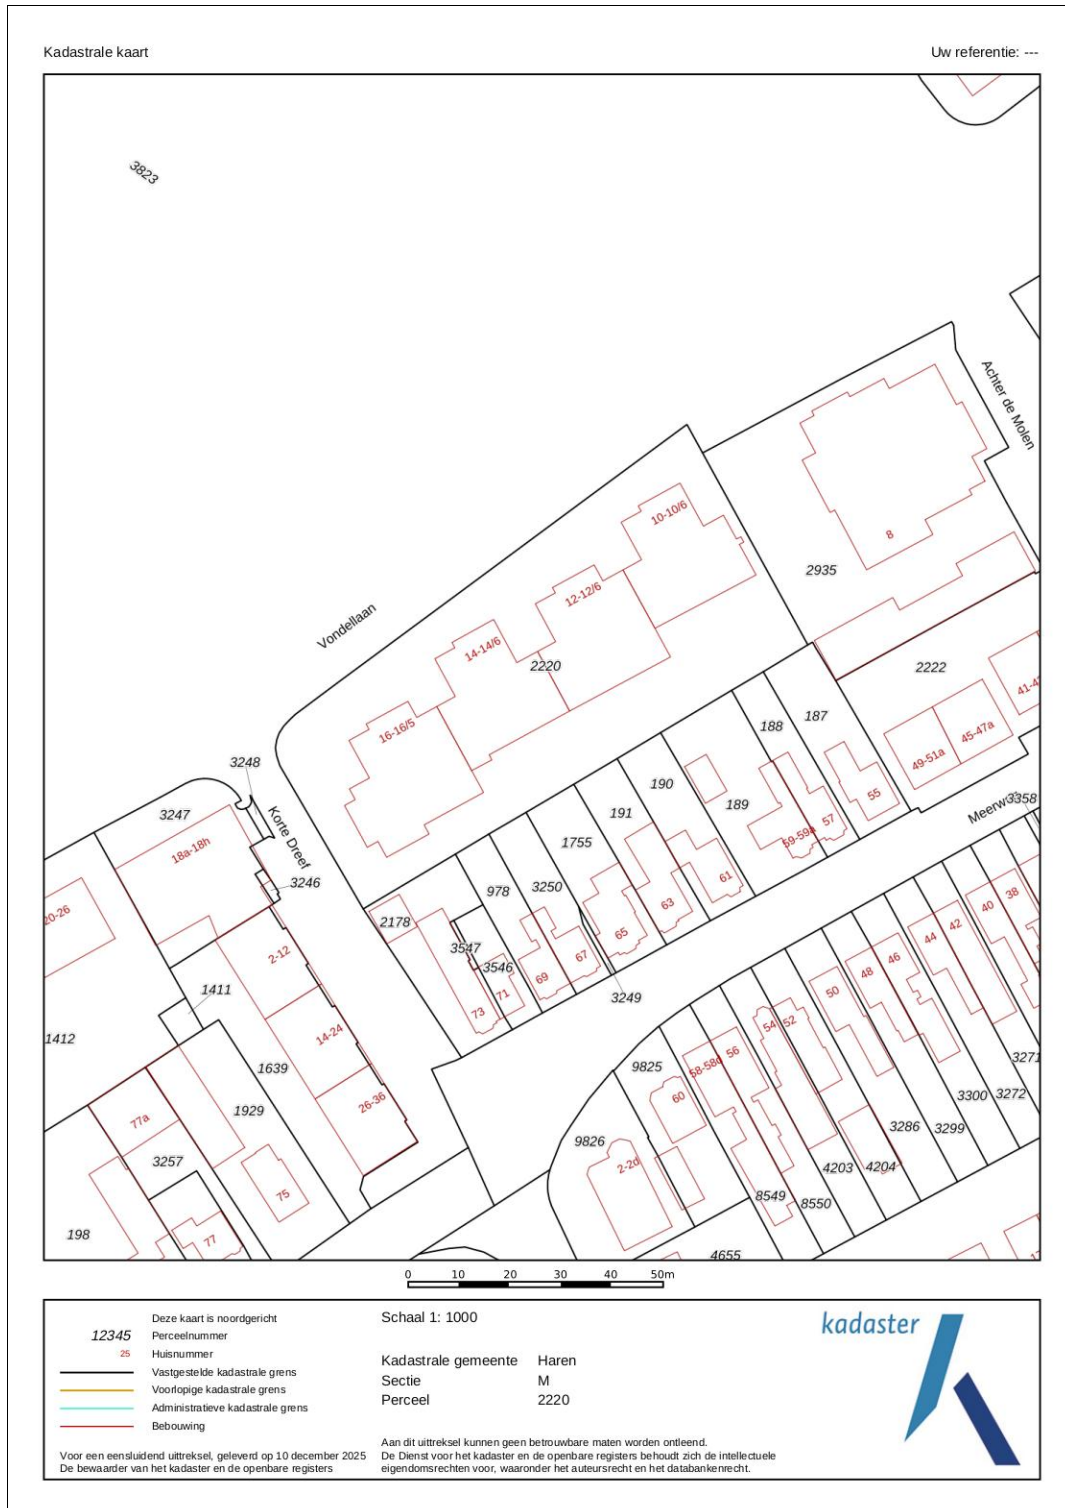 Kadastrale kaart
Uw referentie: ---
3823
Achter de Molen
10-10/6
8
2935
12-12/6
Vondellaan
14-14/6
2220
2222
41-4
16-16/5
187
188
45-47a
49-51a
3248
190
189
55
3358
Meerw
3247
191
57
Korte Dreef
59-59a
18a-18h
1755
61
3246
978
3250
38
20-26
2178
63
40
42
65
44
3547
2-12
67
46
3546
69
48
1411
71
50
3249
73
52
54
14-24
1412
56
3271
1639
9825
58-58d
3272
3300
26-36
60
1929
77a
3286
3299
9826
3257
2-2d
4203
4204
75
8549
8550
198
77
4655
0 10 20 30 40 50m
Deze kaart is noordgericht
12345 Perceelnummer
25 Huisnummer
Vastgestelde kadastrale grens
Voorlopige kadastrale grens
Administratieve kadastrale grens
Bebouwing
Voor een eensluidend uittreksel, geleverd op 10 december 2025
De bewaarder van het kadaster en de openbare registers
Schaal 1: 1000
Kadastrale gemeente Haren
Sectie M
Perceel 2220
Aan dit uittreksel kunnen geen betrouwbare maten worden ontleend.
De Dienst voor het kadaster en de openbare registers behoudt zich de intellectuele
eigendomsrechten voor, waaronder het auteursrecht en het databankenrecht.
kadaster